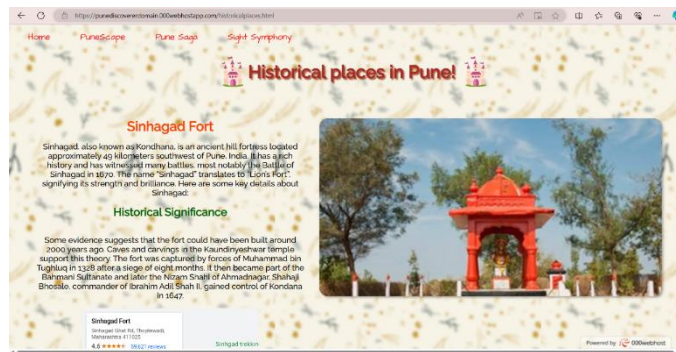 https://punediscovererdomain.000webhostapp.com/historicalplaces.html
Home PuneScope Pune Saga Sight Symphony
Historical places in Pune!
Sinhagad Fort
Sinhagad, also known as Kondhana, is an ancient hill fortress located
approximately 49 kilometers southwest of Pune, India. It has a rich
history and has witnessed many battles, most notably the Battle of
Sinhagad in 1670. The name "Sinhagad" translates to "Lion's Fort",
signifying its strength and brilliance. Here are some key details about
Sinhagad:
Historical Significance
Some evidence suggests that the fort could have been built around
2000 years ago. Caves and carvings in the Kaundinyeshwar temple
support this theory. The fort was captured by forces of Muhammad bin
Tughluq in 1328 after a siege of eight months. It then became part of the
Bahmani Sultanate and later the Nizam Shahi of Ahmadnagar. Shahaji
Bhosale, commander of Ibrahim Adil Shah II, gained control of Kondana
in 1647.
Sinhagad Fort
Sinhagad Ghat Rd, Thoptewadi,
Maharashtra 411025
4.6 99,621 reviews
Sinhgad trekkin
Powered by 000webhost